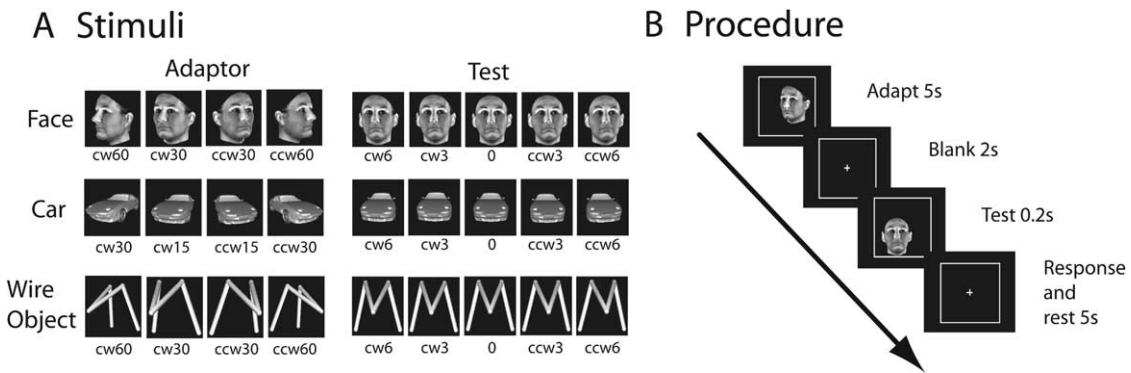 A Stimuli
Adaptor
Test
Face
cw60
cw30
ccw30
ccw60
cw6
cw3
0
ccw3
ccw6
Car
cw30
cw15
ccw15
ccw30
cw6
cw3
0
ccw3
ccw6
Wire
Object
cw60
cw30
ccw30
ccw60
cw6
cw3
0
ccw3
ccw6
B Procedure
Adapt 5s
Blank 2s
Test 0.2s
Response
and
rest 5s